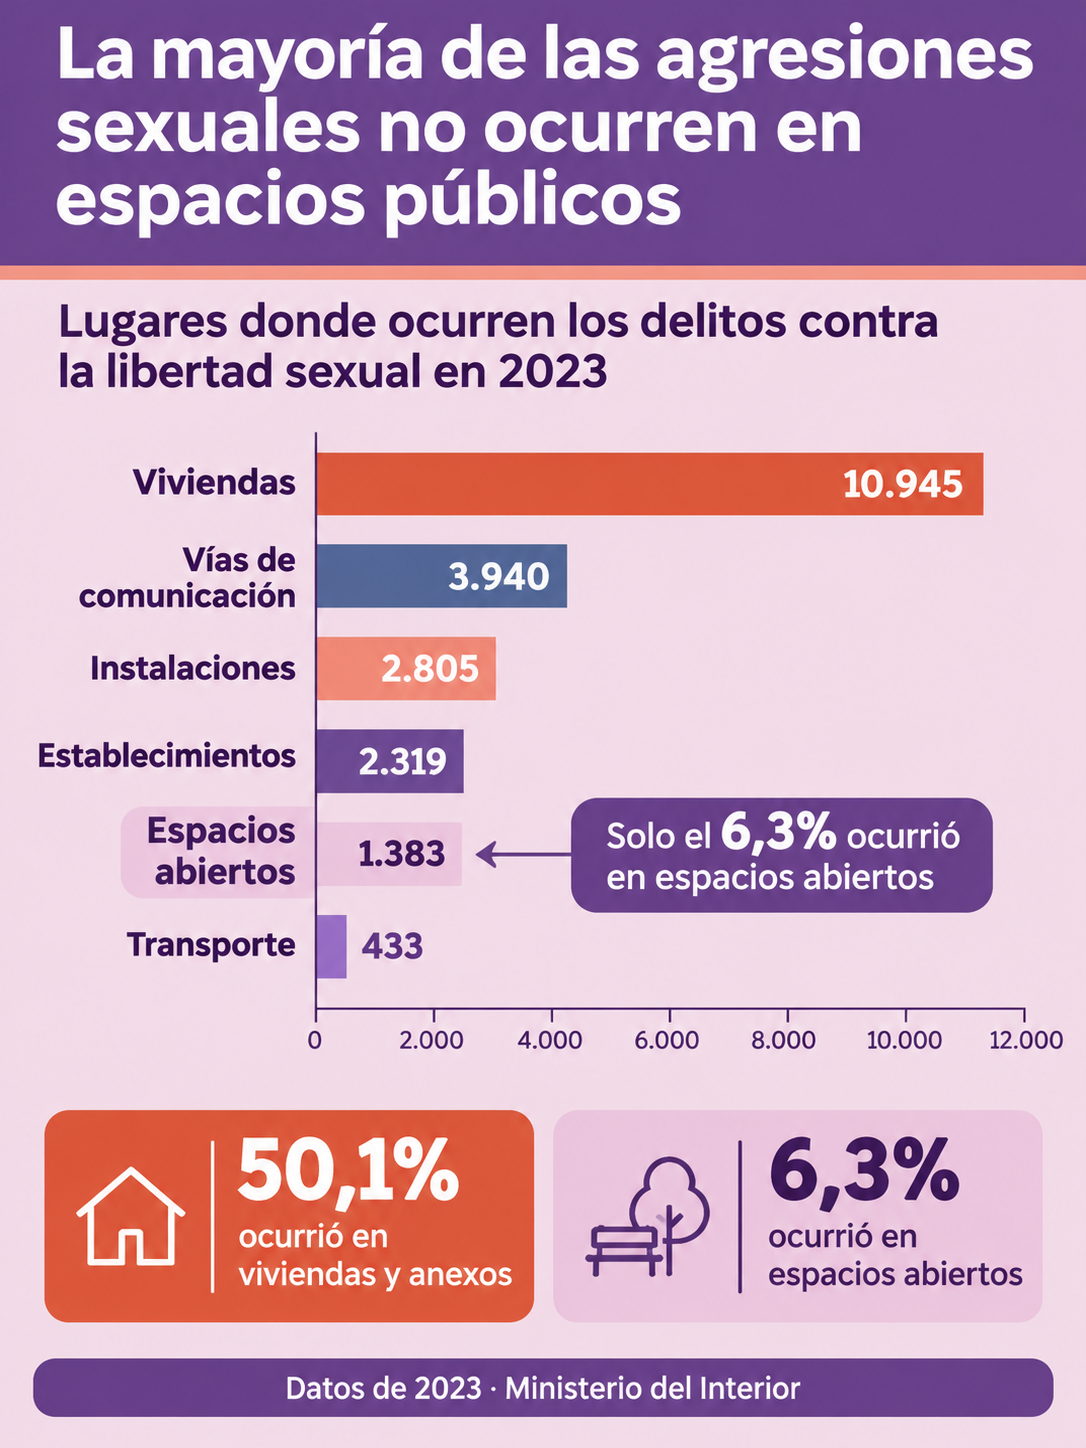 La mayoría de las agresiones
sexuales no ocurren en
espacios públicos
Lugares donde ocurren los delitos contra
la libertad sexual en 2023
Viviendas
10.945
Vías de
comunicación
3.940
Instalaciones
2.805
Establecimientos
2.319
Espacios
abiertos
1.383
Solo el 6,3% ocurrió
en espacios abiertos
Transporte
433
0 2.000 4.000 6.000 8.000 10.000 12.000
50,1%
ocurrió en
viviendas y anexos
6,3%
ocurrió en
espacios abiertos
Datos de 2023 · Ministerio del Interior